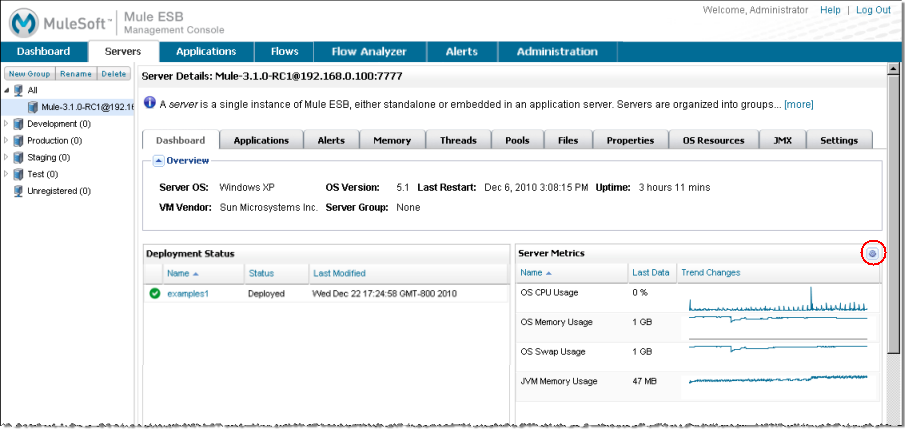 Welcome, Administrator Help | Log Out
MuleSoft™ Mule ESB
Management Console
Dashboard Servers Applications Flows Flow Analyzer Alerts Administration
New Group Rename Delete
All
Mule-3.1.0-RC1@192.16
Development (0)
Production (0)
Staging (0)
Test (0)
Unregistered (0)
Server Details: Mule-3.1.0-RC1@192.168.0.100:7777
A server is a single instance of Mule ESB, either standalone or embedded in an application server. Servers are organized into groups... [more]
Dashboard Applications Alerts Memory Threads Pools Files Properties OS Resources JMX Settings
Overview
Server OS: Windows XP OS Version: 5.1 Last Restart: Dec 6, 2010 3:08:15 PM Uptime: 3 hours 11 mins
VM Vendor: Sun Microsystems Inc. Server Group: None
Deployment Status
Name Status Last Modified
examples1 Deployed Wed Dec 22 17:24:58 GMT-800 2010
Server Metrics
Name Last Data Trend Changes
OS CPU Usage 0 %
OS Memory Usage 1 GB
OS Swap Usage 1 GB
JVM Memory Usage 47 MB